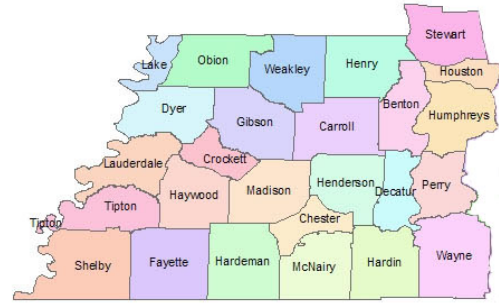 Stewart
Lake
Obion
Weakley
Henry
Houston
Benton
Dyer
Gibson
Carroll
Humphreys
Lauderdale
Crockett
Haywood
Madison
Henderson
Decatur
Perry
Tipton
Tipton
Chester
Shelby
Fayette
Hardeman
McNairy
Hardin
Wayne